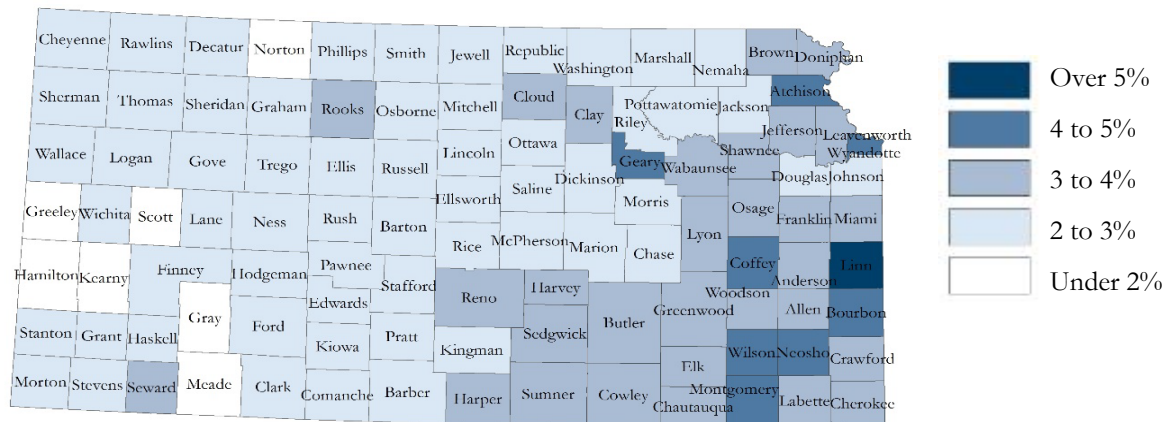 Cheyenne Rawlins Decatur Norton Phillips Smith Jewell Republic Washington Marshall Nemaha Brown Doniphan
Sherman Thomas Sheridan Graham Rooks Osborne Mitchell Cloud Clay Riley Pottawatomie Jackson Atchison Jefferson Leavenworth
Wallace Logan Gove Trego Ellis Russell Lincoln Ottawa Geary Wabaunsee Shawnee Wyandotte
Greeley Wichita Scott Lane Ness Rush Barton Ellsworth Saline Dickinson Morris Lyon Osage Douglas Johnson Franklin Miami
Hamilton Kearny Finney Hodgeman Pawnee Stafford Rice McPherson Marion Chase Coffey Anderson Linn
Stanton Grant Haskell Gray Ford Edwards Kiowa Pratt Reno Kingman Harvey Sedgwick Butler Greenwood Woodson Allen Bourbon
Morton Stevens Seward Meade Clark Comanche Barber Harper Sumner Cowley Elk Chautauqua Wilson Montgomery Neosho Labette Crawford Cherokee
Over 5%
4 to 5%
3 to 4%
2 to 3%
Under 2%